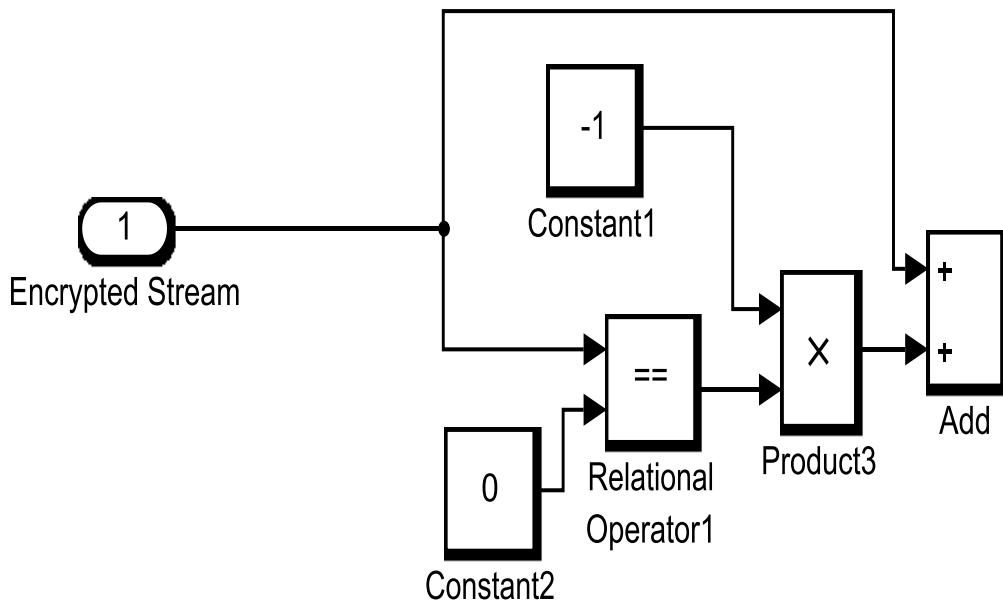 -1
Constant1
1
Encrypted Stream
+
+
Add
×
Product3
==
Relational
Operator1
0
Constant2